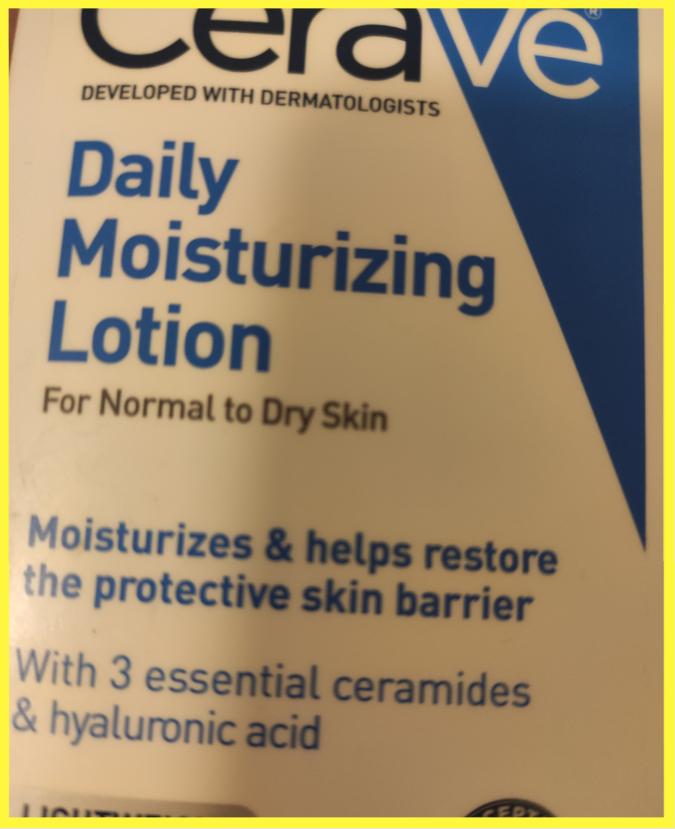 CeraVe®
DEVELOPED WITH DERMATOLOGISTS
Daily
Moisturizing
Lotion
For Normal to Dry Skin
Moisturizes & helps restore
the protective skin barrier
With 3 essential ceramides
& hyaluronic acid